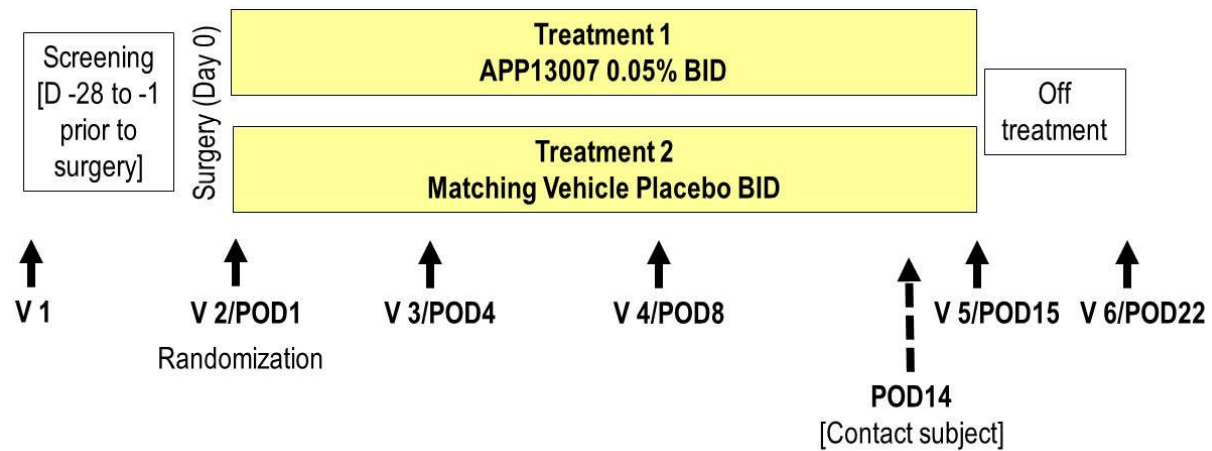 Screening
[D -28 to -1
prior to
surgery]
Surgery (Day 0)
Treatment 1
APP13007 0.05% BID
Treatment 2
Matching Vehicle Placebo BID
Off
treatment
V 1
V 2/POD1
V 3/POD4
V 4/POD8
V 5/POD15
V 6/POD22
Randomization
POD14
[Contact subject]